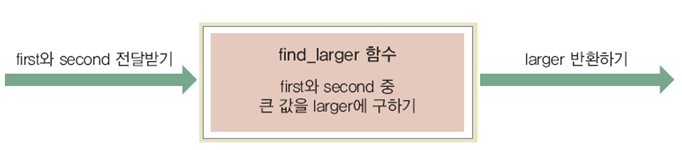 first와 second 전달받기
find_larger 함수
first와 second 중
큰 값을 larger에 구하기
larger 반환하기